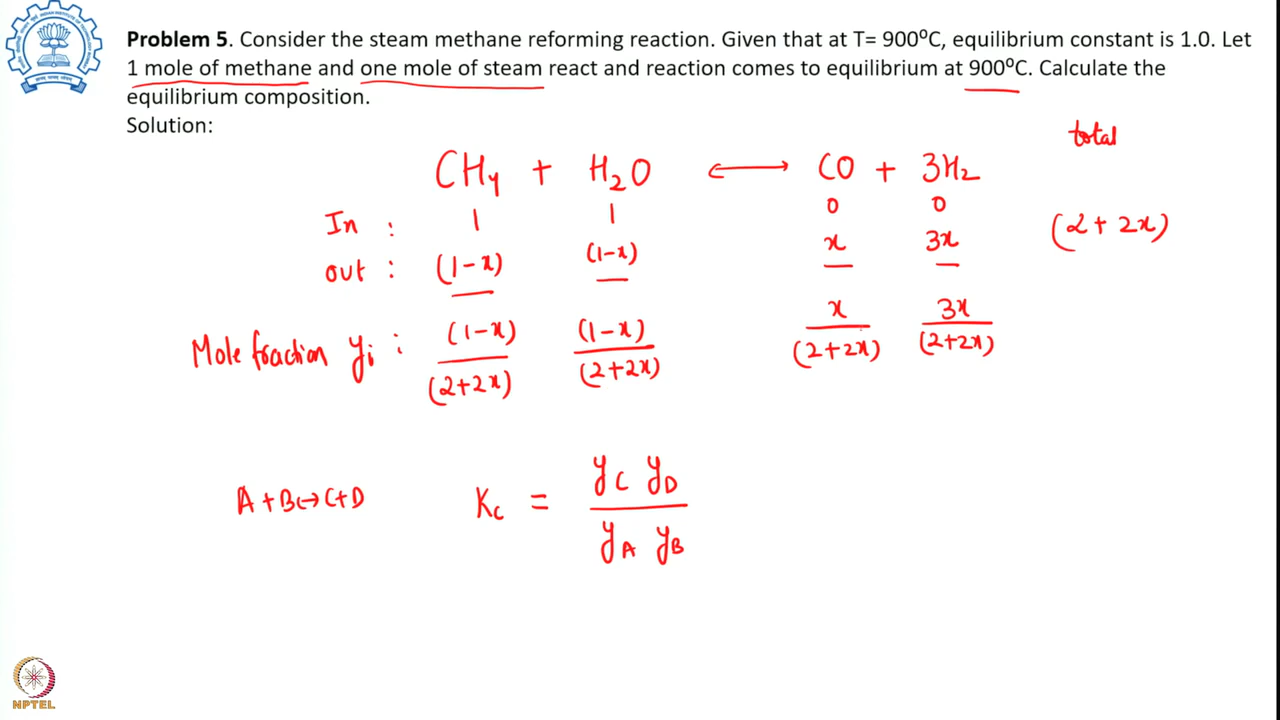 Problem 5. Consider the steam methane reforming reaction. Given that at T= 900⁰C, equilibrium constant is 1.0. Let
1 mole of methane and one mole of steam react and reaction comes to equilibrium at 900⁰C. Calculate the
equilibrium composition.
Solution:
total
CH4 + H2O ⟷ CO + 3H2
In : 1 1 0 0
out : (1-x) (1-x) x 3x (2+2x)
Mole fraction yi : (1-x)/(2+2x) (1-x)/(2+2x) x/(2+2x) 3x/(2+2x)
A+B↔C+D Kc = yC yD / yA yB
NPTEL